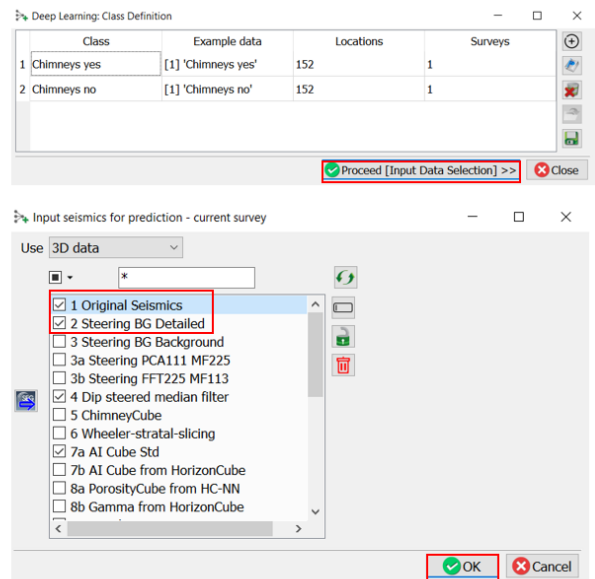 Deep Learning: Class Definition
Class Example data Locations Surveys
1 Chimneys yes [1] 'Chimneys yes' 152 1
2 Chimneys no [1] 'Chimneys no' 152 1
Proceed [Input Data Selection] >> Close
Input seismics for prediction - current survey
Use 3D data
*
1 Original Seismics
2 Steering BG Detailed
3 Steering BG Background
3a Steering PCA111 MF225
3b Steering FFT225 MF113
4 Dip steered median filter
5 ChimneyCube
6 Wheeler-stratal-slicing
7a AI Cube Std
7b AI Cube from HorizonCube
8a PorosityCube from HC-NN
8b Gamma from HorizonCube
OK Cancel